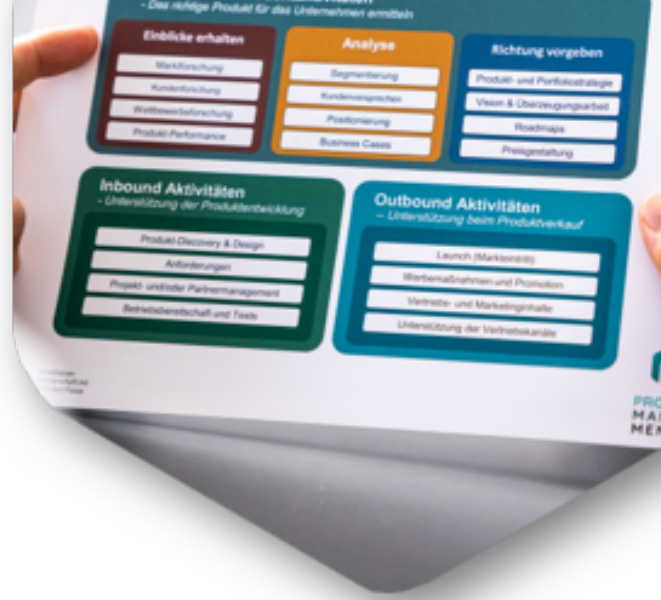 - Das richtige Produkt für das Unternehmen ermitteln
Einblicke erhalten
Marktforschung
Kundenforschung
Wettbewerbsforschung
Produkt-Performance
Analyse
Segmentierung
Kundenversprechen
Positionierung
Business Cases
Richtung vorgeben
Produkt- und Portfoliostrategie
Vision & Überzeugungsarbeit
Roadmaps
Preisgestaltung
Inbound Aktivitäten
- Unterstützung der Produktentwicklung
Produkt-Discovery & Design
Anforderungen
Projekt- und/oder Partnermanagement
Betriebsbereitschaft und Tests
Outbound Aktivitäten
– Unterstützung beim Produktverkauf
Launch (Markteintritt)
Werbemaßnahmen und Promotion
Vertriebs- und Marketinginhalte
Unterstützung der Vertriebskanäle